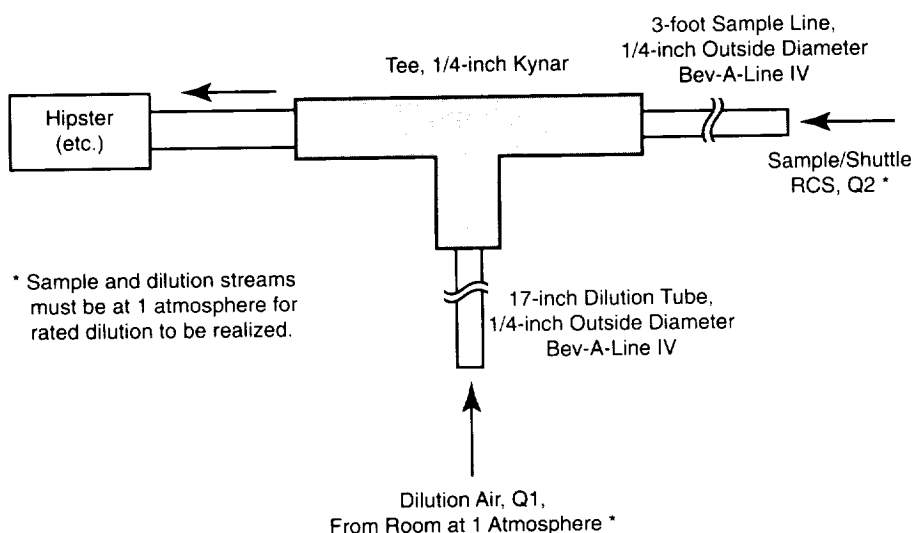 3-foot Sample Line,
1/4-inch Outside Diameter
Bev-A-Line IV
Tee, 1/4-inch Kynar
Hipster
(etc.)
Sample/Shuttle
RCS, Q2 *
* Sample and dilution streams
must be at 1 atmosphere for
rated dilution to be realized.
17-inch Dilution Tube,
1/4-inch Outside Diameter
Bev-A-Line IV
Dilution Air, Q1,
From Room at 1 Atmosphere *